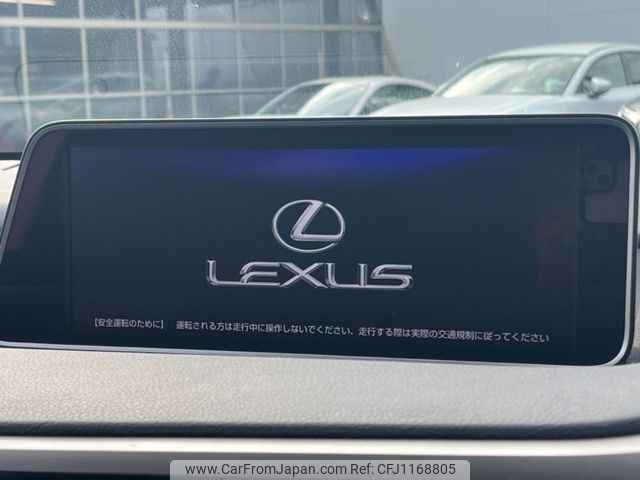 LEXUS
【安全運転のために】 運転される方は走行中に操作しないでください、走行する際は実際の交通規制に従ってください
www.CarFromJapan.com | Ref.No CFJ1168805